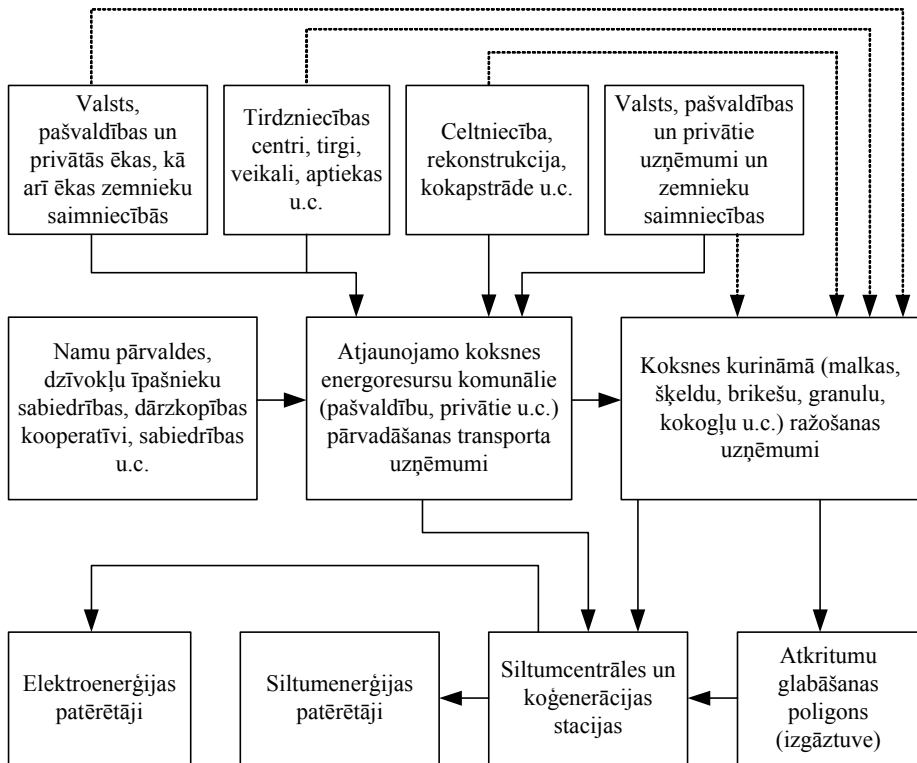 Valsts,
pašvaldības un
privātās ēkas, kā
arī ēkas zemnieku
saimniecībās
Tirdzniecības
centri, tirgi,
veikali, aptiekas
u.c.
Celtniecība,
rekonstrukcija,
kokapstrāde u.c.
Valsts, pašvaldības
un privātie
uzņēmumi un
zemnieku
saimniecības
Namu pārvaldes,
dzīvokļu īpašnieku
sabiedrības, dārzkopības
kooperatīvi, sabiedrības
u.c.
Atjaunojamo koksnes
energoresursu komunālie
(pašvaldību, privātie u.c.)
pārvadāšanas transporta
uzņēmumi
Koksnes kurināmā (malkas,
šķeldu, brikešu, granulu,
kokogļu u.c.) ražošanas
uzņēmumi
Elektroenerģijas
patērētāji
Siltumenerģijas
patērētāji
Siltumcentrāles un
koģenerācijas
stacijas
Atkritumu
glabāšanas
poligons
(izgāztuve)